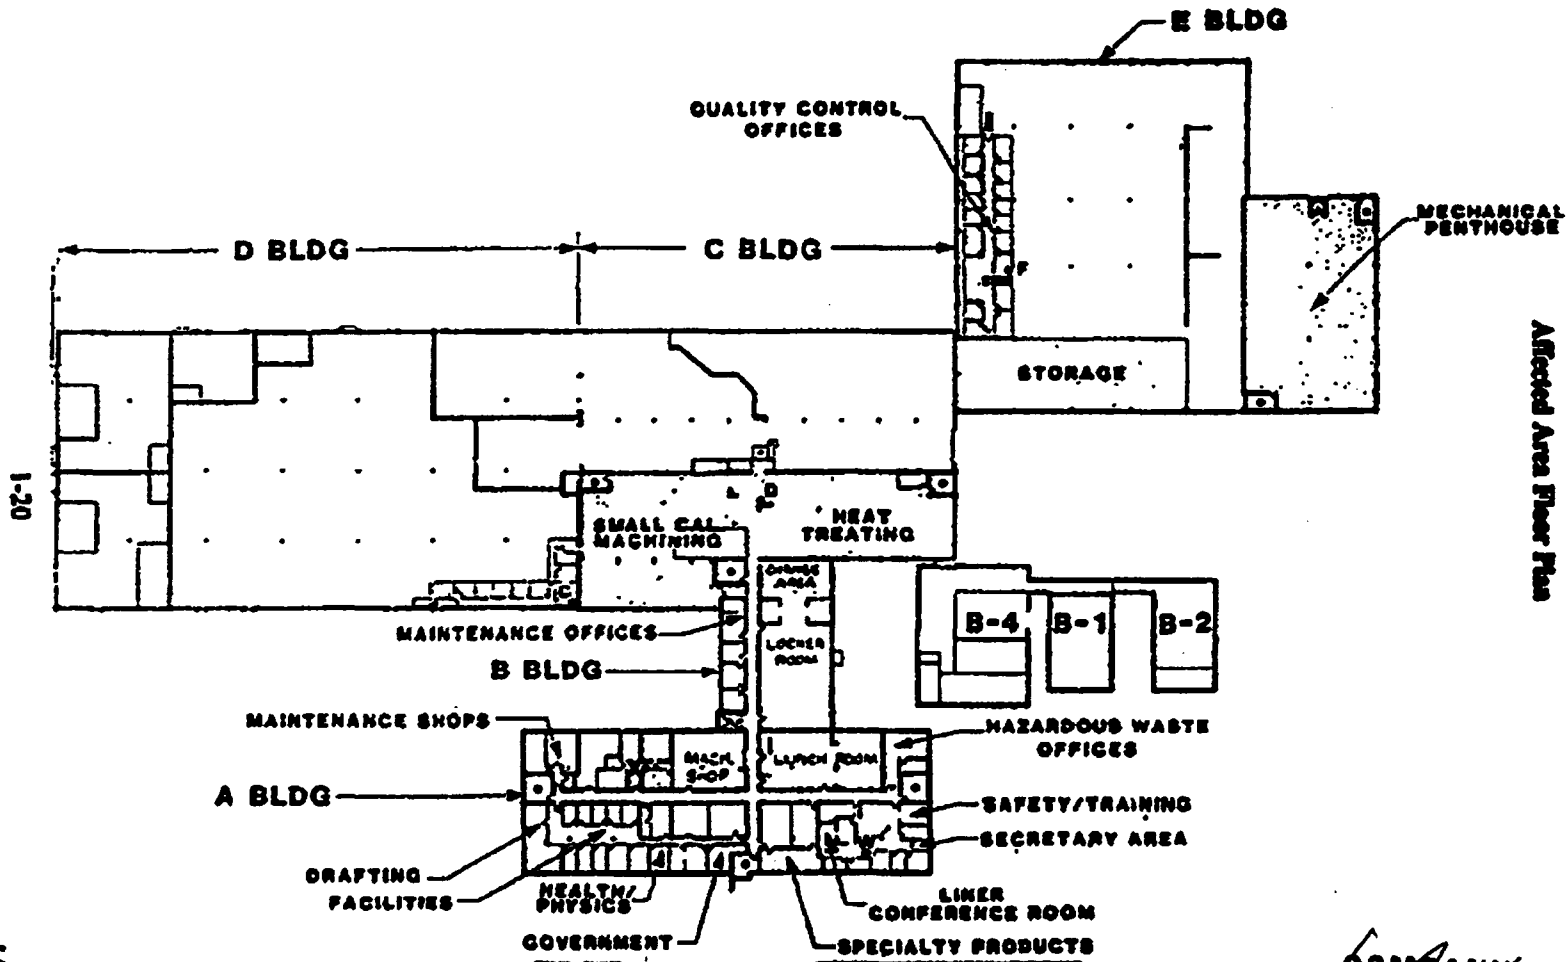 E BLDG
QUALITY CONTROL
OFFICES
MECHANICAL
PENTHOUSE
D BLDG
C BLDG
F
STORAGE
Affected Area Floor Plan
1-20
D
SMALL CAL
MACHINING
HEAT
TREATING
C
CHANGE
AREA
MAINTENANCE OFFICES
LOCKER
ROOM
B-4
B-1
B-2
B BLDG
MAINTENANCE SHOPS
HAZARDOUS WASTE
OFFICES
MACH.
SHOP
LUNCH ROOM
A BLDG
SAFETY/TRAINING
SECRETARY AREA
DRAFTING
FACILITIES
HEALTH/
PHYSICS
LINER
CONFERENCE ROOM
GOVERNMENT
SPECIALTY PRODUCTS